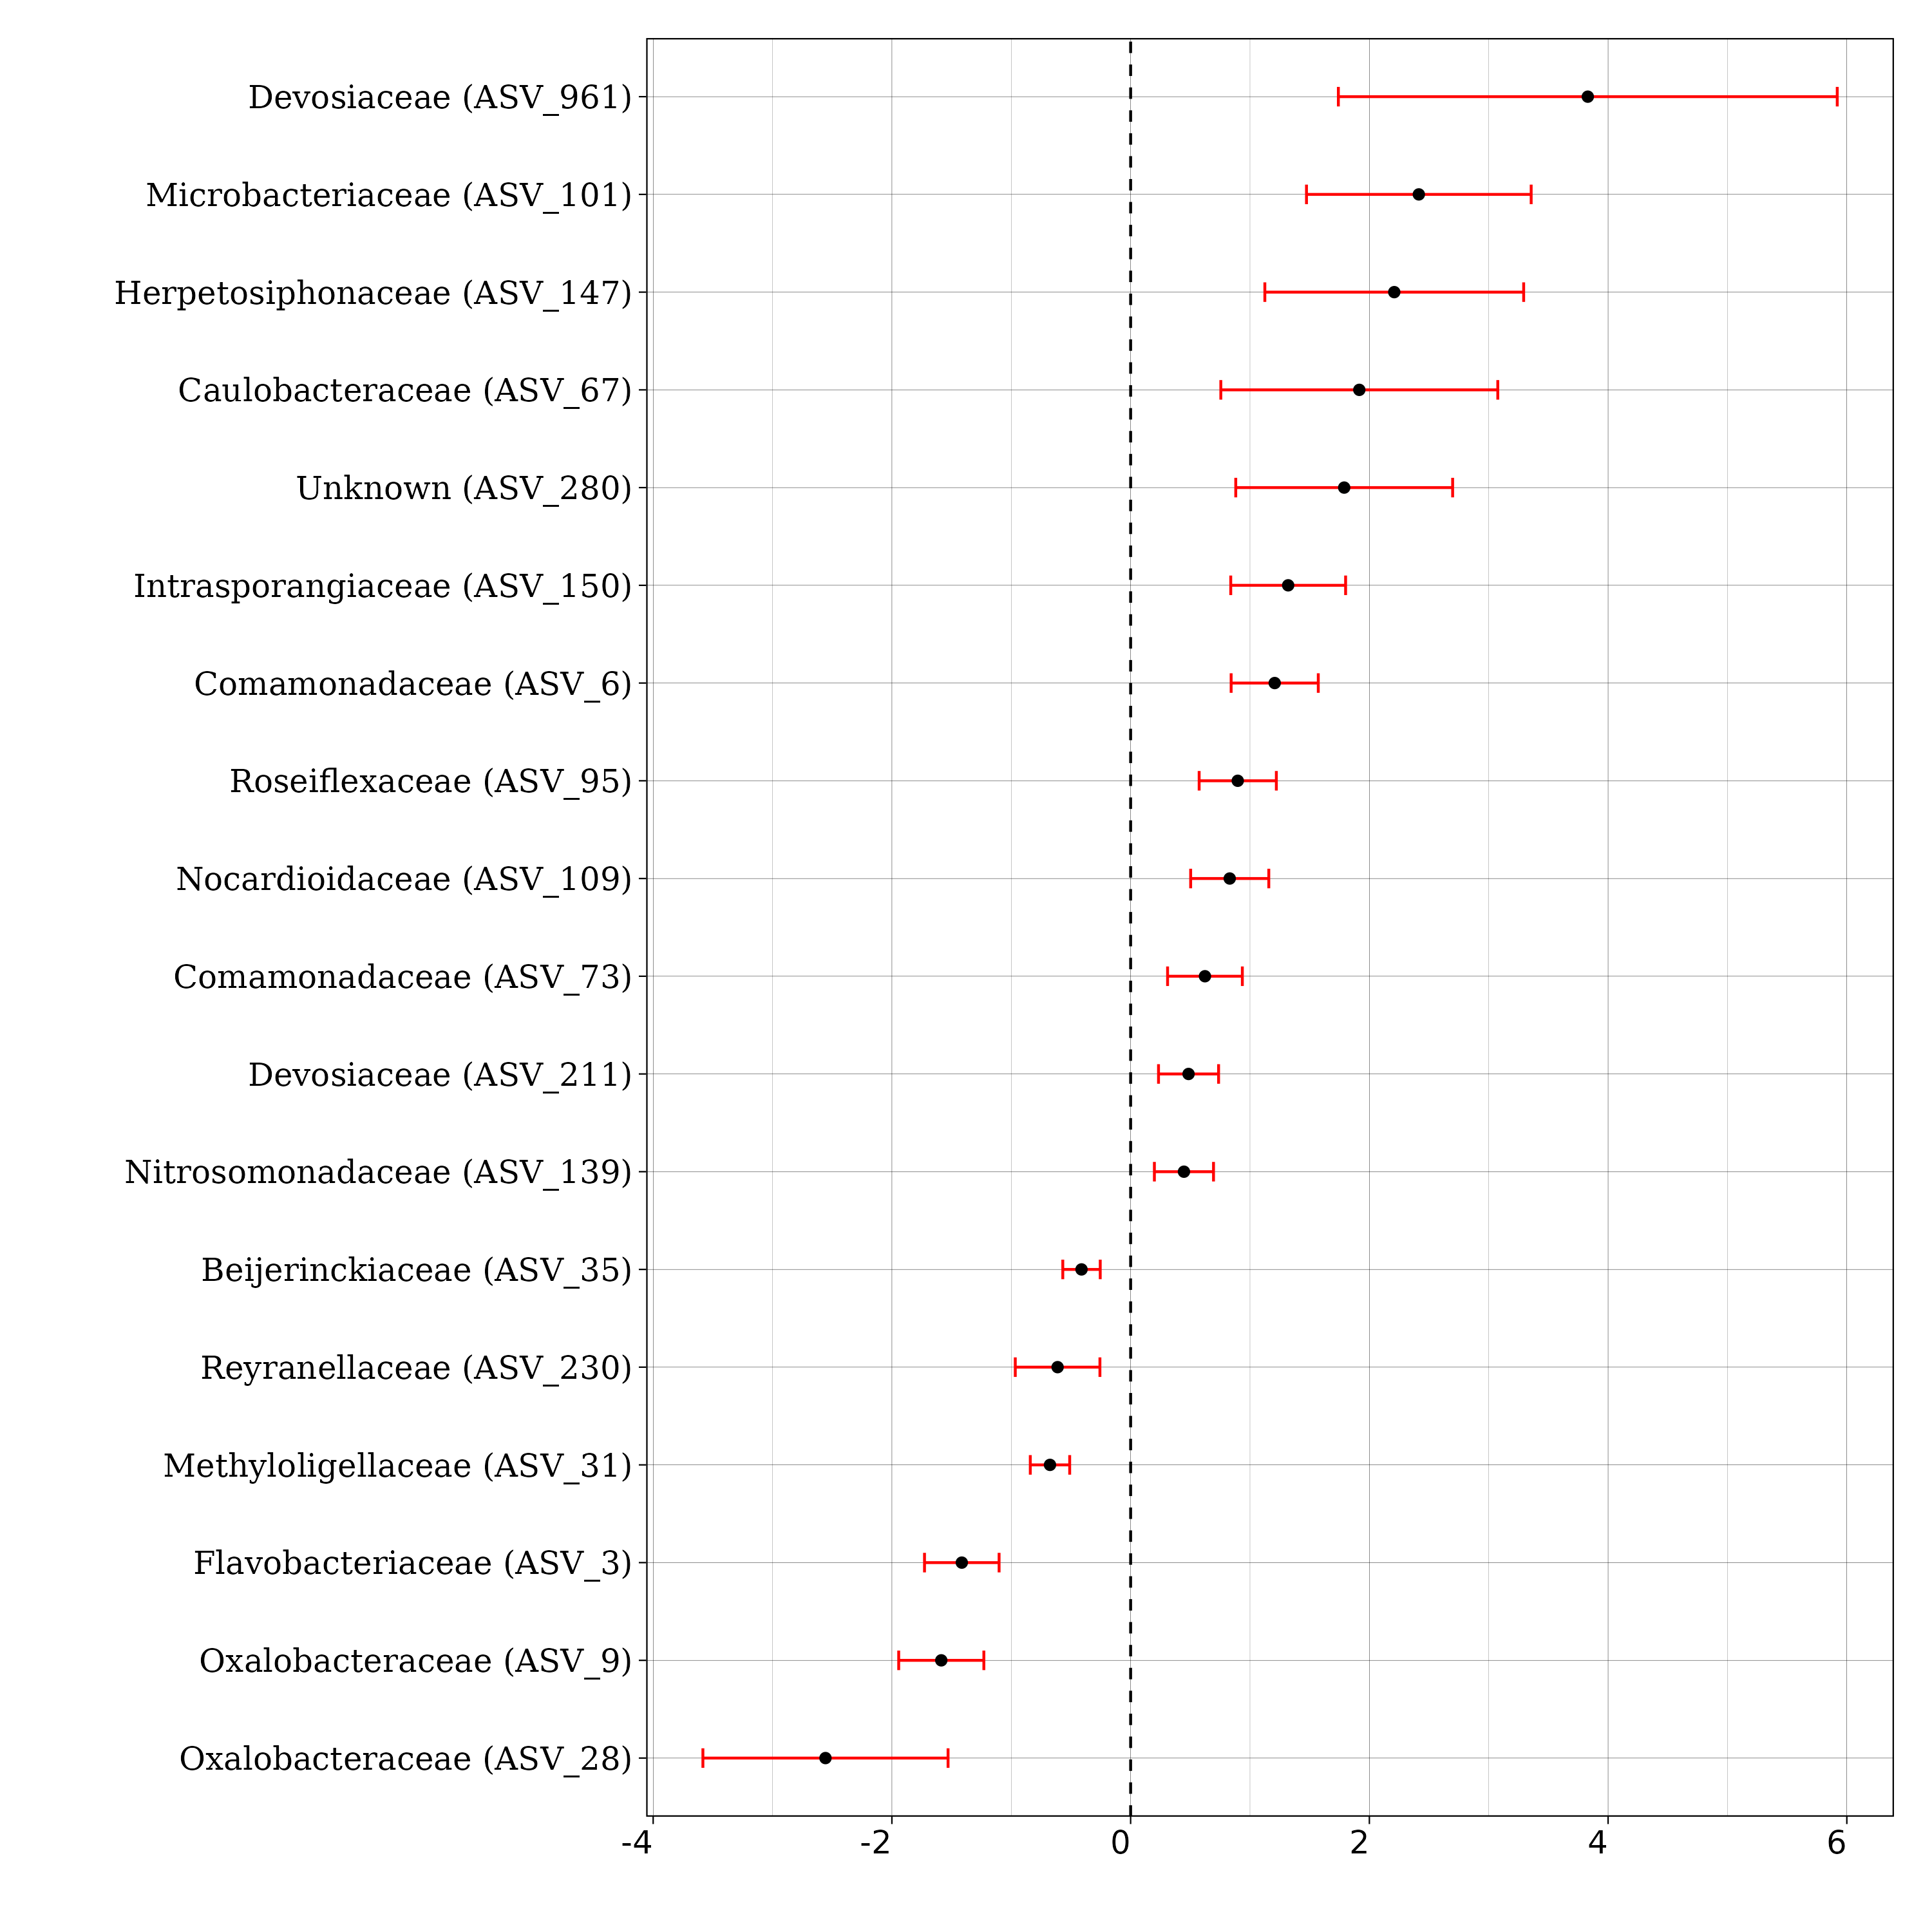 Devosiaceae (ASV_961)
Microbacteriaceae (ASV_101)
Herpetosiphonaceae (ASV_147)
Caulobacteraceae (ASV_67)
Unknown (ASV_280)
Intrasporangiaceae (ASV_150)
Comamonadaceae (ASV_6)
Roseiflexaceae (ASV_95)
Nocardioidaceae (ASV_109)
Comamonadaceae (ASV_73)
Devosiaceae (ASV_211)
Nitrosomonadaceae (ASV_139)
Beijerinckiaceae (ASV_35)
Reyranellaceae (ASV_230)
Methyloligellaceae (ASV_31)
Flavobacteriaceae (ASV_3)
Oxalobacteraceae (ASV_9)
Oxalobacteraceae (ASV_28)
-4 -2 0 2 4 6